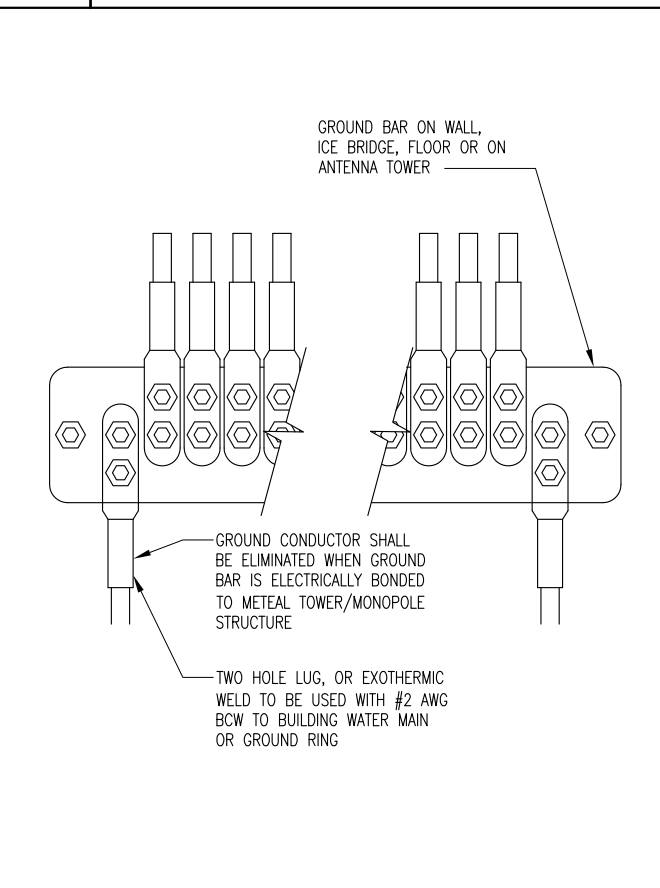 GROUND BAR ON WALL,
ICE BRIDGE, FLOOR OR ON
ANTENNA TOWER
GROUND CONDUCTOR SHALL
BE ELIMINATED WHEN GROUND
BAR IS ELECTRICALLY BONDED
TO METEAL TOWER/MONOPOLE
STRUCTURE
TWO HOLE LUG, OR EXOTHERMIC
WELD TO BE USED WITH #2 AWG
BCW TO BUILDING WATER MAIN
OR GROUND RING